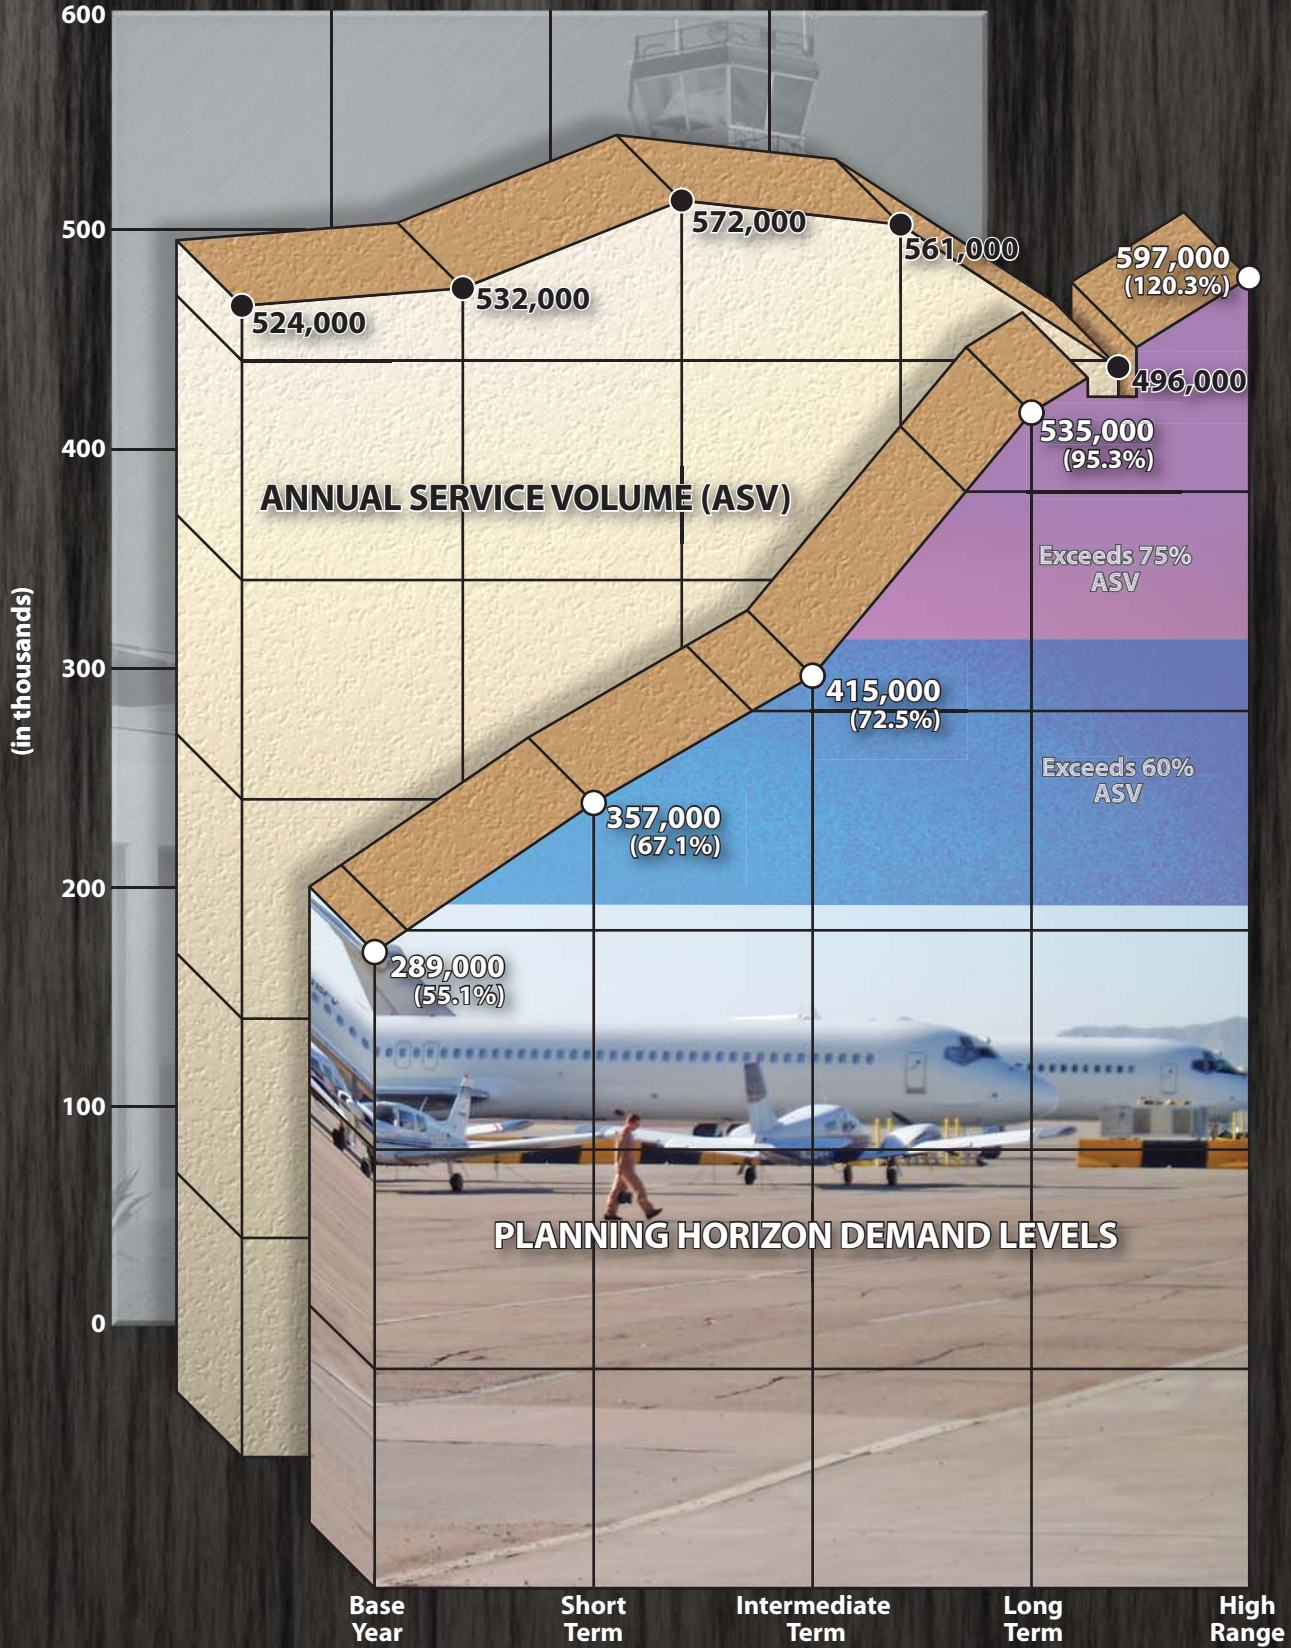 600
500
400
300
200
100
0
(in thousands)
524,000
532,000
572,000
561,000
496,000
ANNUAL SERVICE VOLUME (ASV)
597,000
(120.3%)
535,000
(95.3%)
415,000
(72.5%)
357,000
(67.1%)
289,000
(55.1%)
Exceeds 75%
ASV
Exceeds 60%
ASV
PLANNING HORIZON DEMAND LEVELS
Base
Year
Short
Term
Intermediate
Term
Long
Term
High
Range